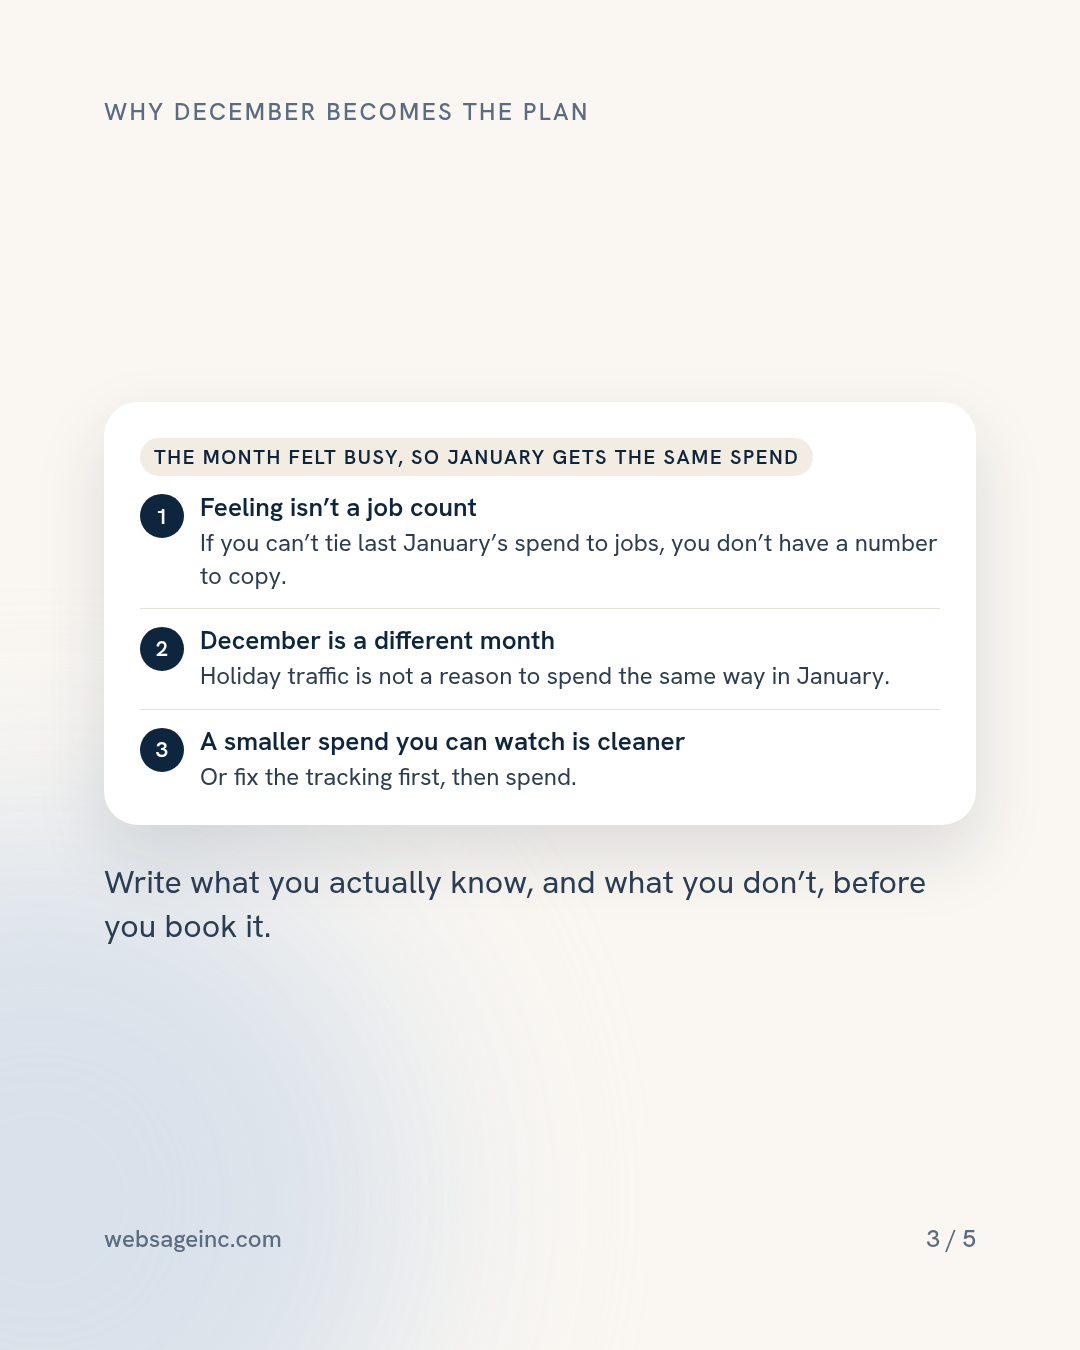 WHY DECEMBER BECOMES THE PLAN
THE MONTH FELT BUSY, SO JANUARY GETS THE SAME SPEND
1
Feeling isn’t a job count
If you can’t tie last January’s spend to jobs, you don’t have a number
to copy.
2
December is a different month
Holiday traffic is not a reason to spend the same way in January.
3
A smaller spend you can watch is cleaner
Or fix the tracking first, then spend.
Write what you actually know, and what you don’t, before
you book it.
websageinc.com
3 / 5